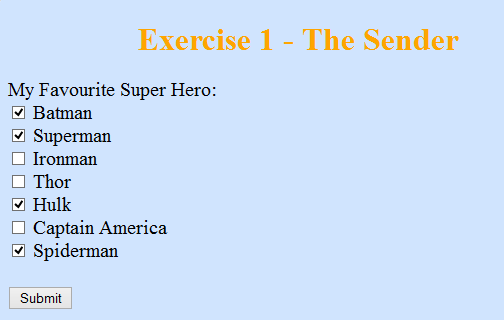 Exercise 1 - The Sender
My Favourite Super Hero:
Batman
Superman
Ironman
Thor
Hulk
Captain America
Spiderman
Submit